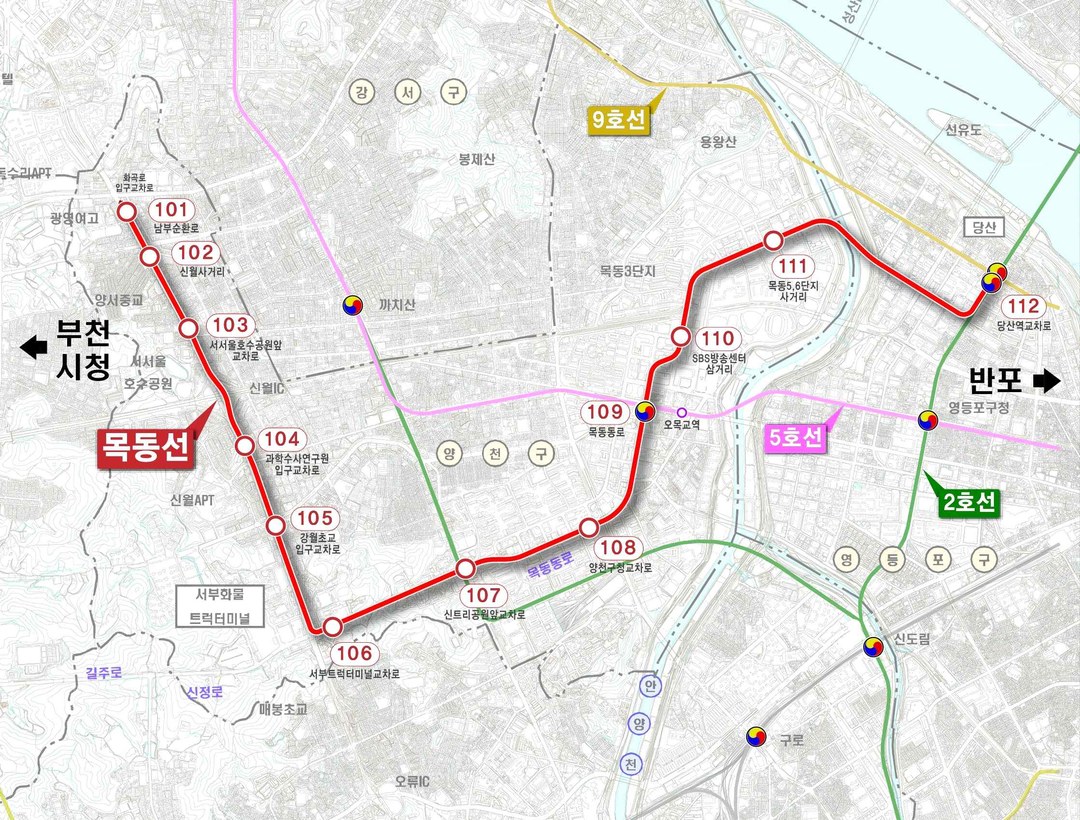 성산
텔
강 서 구
9호선
선유도
용왕산
봉제산
동수리APT
화곡로
입구교차로
101
남부순환로
광영여고
당산
102
신월사거리
111
목동5,6단지
사거리
목동3단지
112
당산역교차로
양서중교
까치산
103
서서울호수공원앞
교차로
부천
시청
서서울
호수공원
신월IC
110
SBS방송센터
삼거리
반포
109
목동동로
오목교역
영등포구청
5호선
목동선
104
과학수사연구원
입구교차로
양 천 구
신월APT
2호선
105
강월초교
입구교차로
108
양천구청교차로
목동동로
영 등 포 구
107
신트리공원앞교차로
서부화물
트럭터미널
106
서부트럭터미널교차로
신도림
길주로
신정로
매봉초교
안
양
천
구로
오류IC